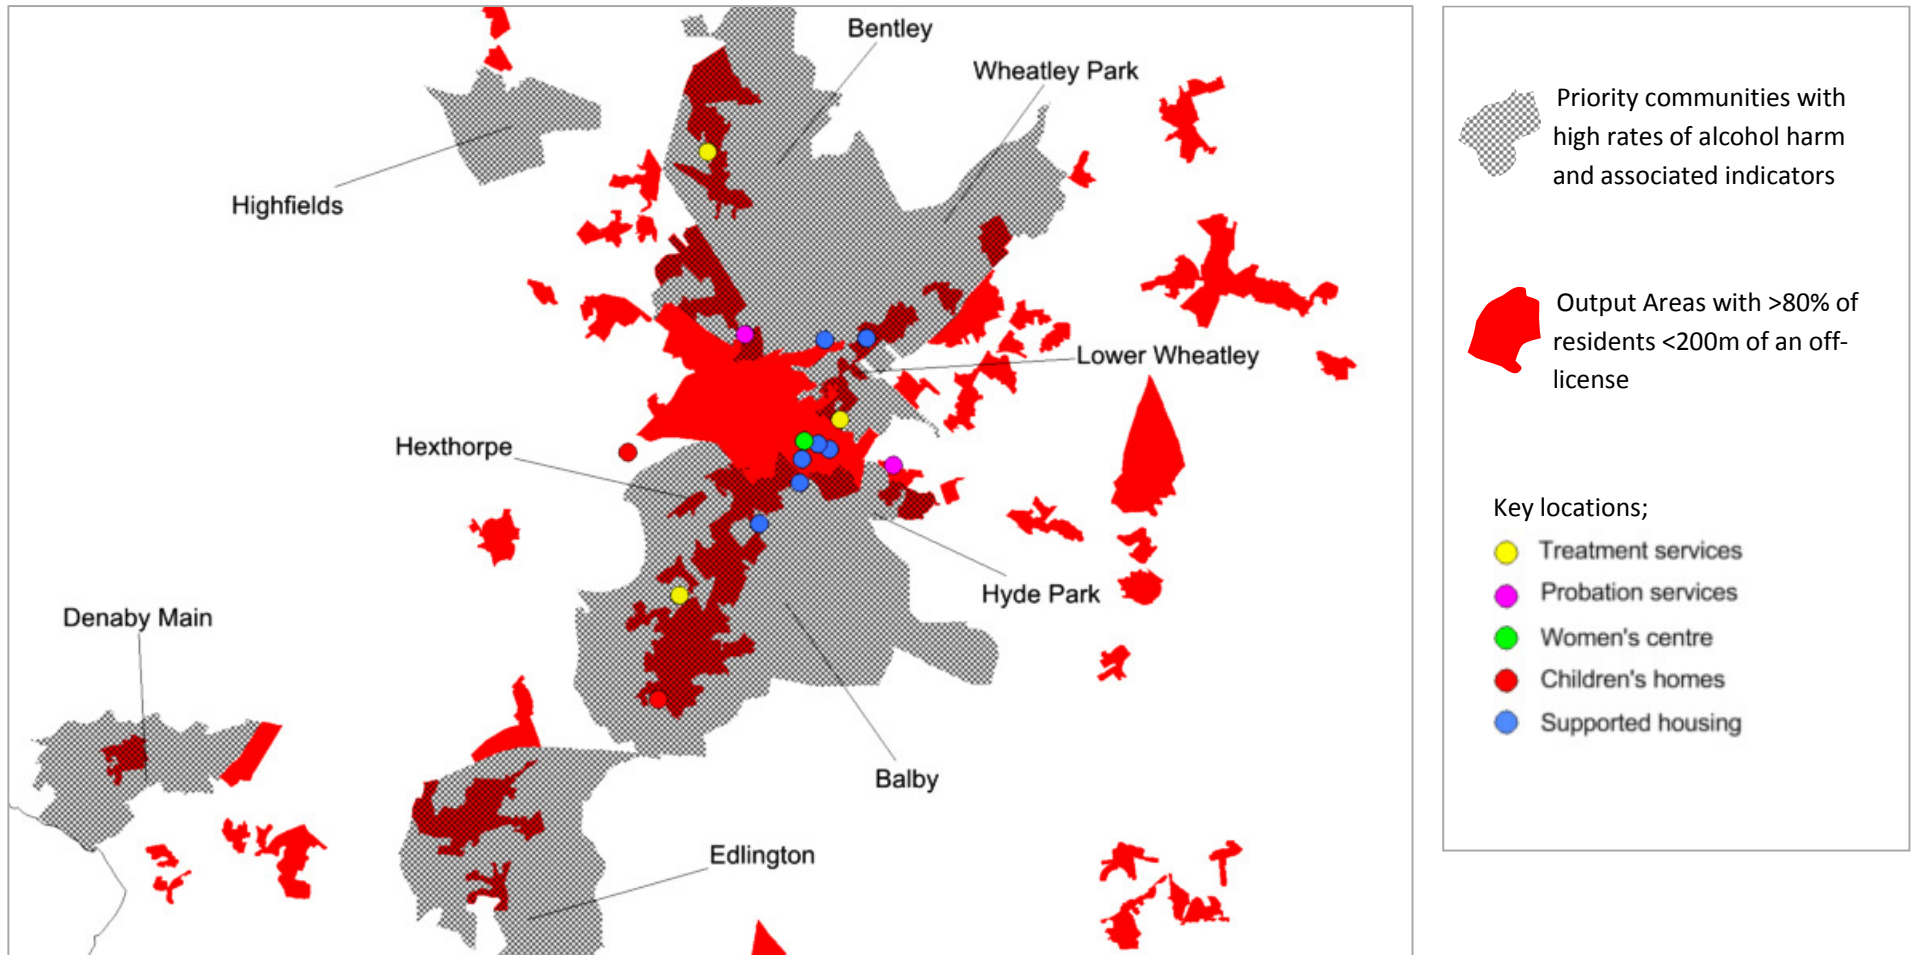 Bentley
Wheatley Park
Highfields
Lower Wheatley
Hexthorpe
Hyde Park
Denaby Main
Balby
Edlington
Priority communities with
high rates of alcohol harm
and associated indicators
Output Areas with >80% of
residents <200m of an off-
license
Key locations;
Treatment services
Probation services
Women's centre
Children's homes
Supported housing